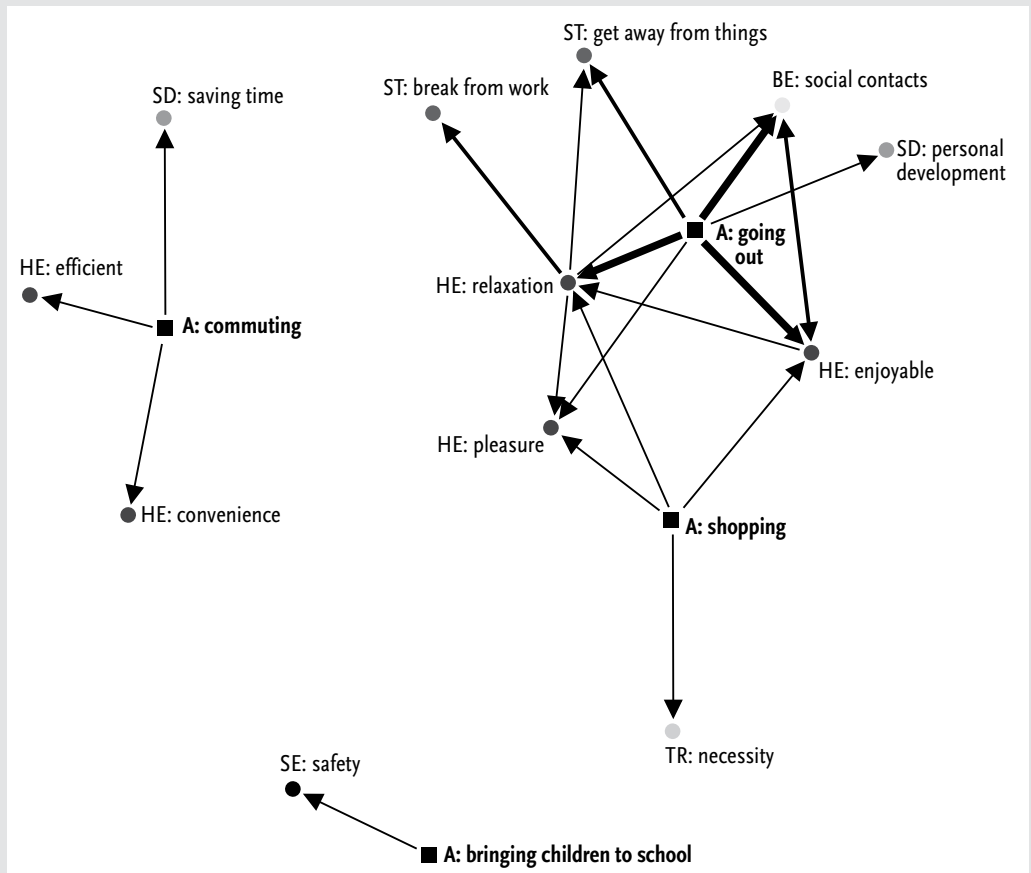 ST: get away from things
BE: social contacts
ST: break from work
SD: saving time
SD: personal
development
A: going
out
HE: efficient
HE: relaxation
A: commuting
HE: enjoyable
HE: pleasure
HE: convenience
A: shopping
TR: necessity
SE: safety
A: bringing children to school